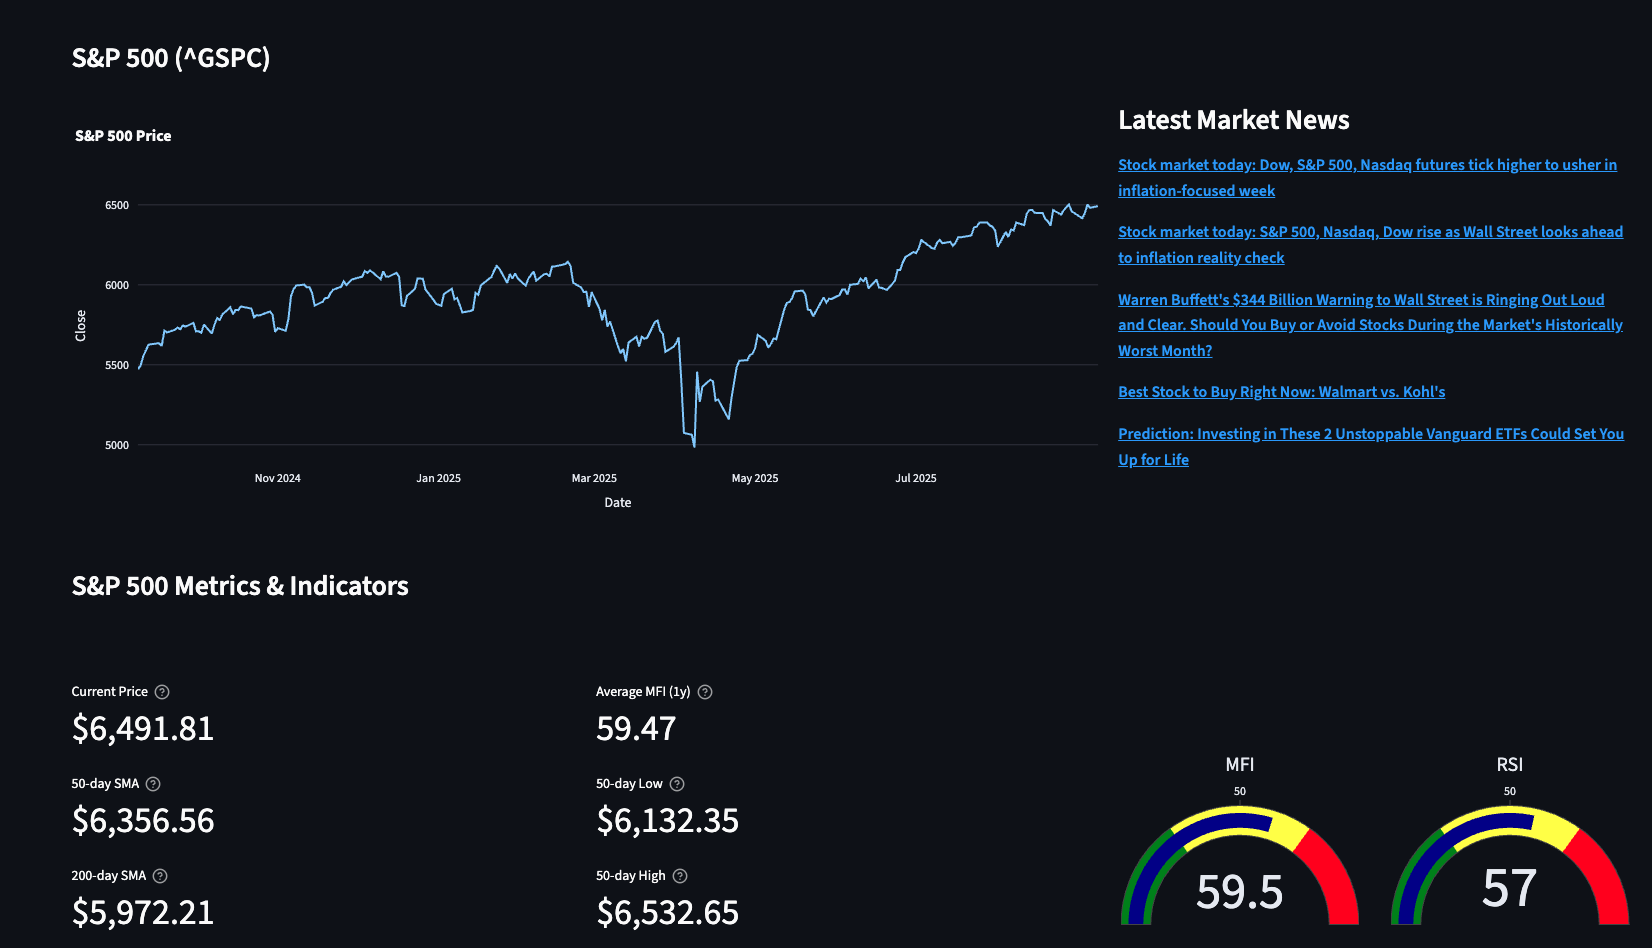 S&P 500 (^GSPC)
S&P 500 Price
6500
6000
5500
5000
Close
Nov 2024
Jan 2025
Mar 2025
May 2025
Jul 2025
Date
Latest Market News
Stock market today: Dow, S&P 500, Nasdaq futures tick higher to usher in
inflation-focused week
Stock market today: S&P 500, Nasdaq, Dow rise as Wall Street looks ahead
to inflation reality check
Warren Buffett's $344 Billion Warning to Wall Street is Ringing Out Loud
and Clear. Should You Buy or Avoid Stocks During the Market's Historically
Worst Month?
Best Stock to Buy Right Now: Walmart vs. Kohl's
Prediction: Investing in These 2 Unstoppable Vanguard ETFs Could Set You
Up for Life
S&P 500 Metrics & Indicators
Current Price ?
$6,491.81
50-day SMA ?
$6,356.56
200-day SMA ?
$5,972.21
Average MFI (1y) ?
59.47
50-day Low ?
$6,132.35
50-day High ?
$6,532.65
MFI
50
59.5
RSI
50
57